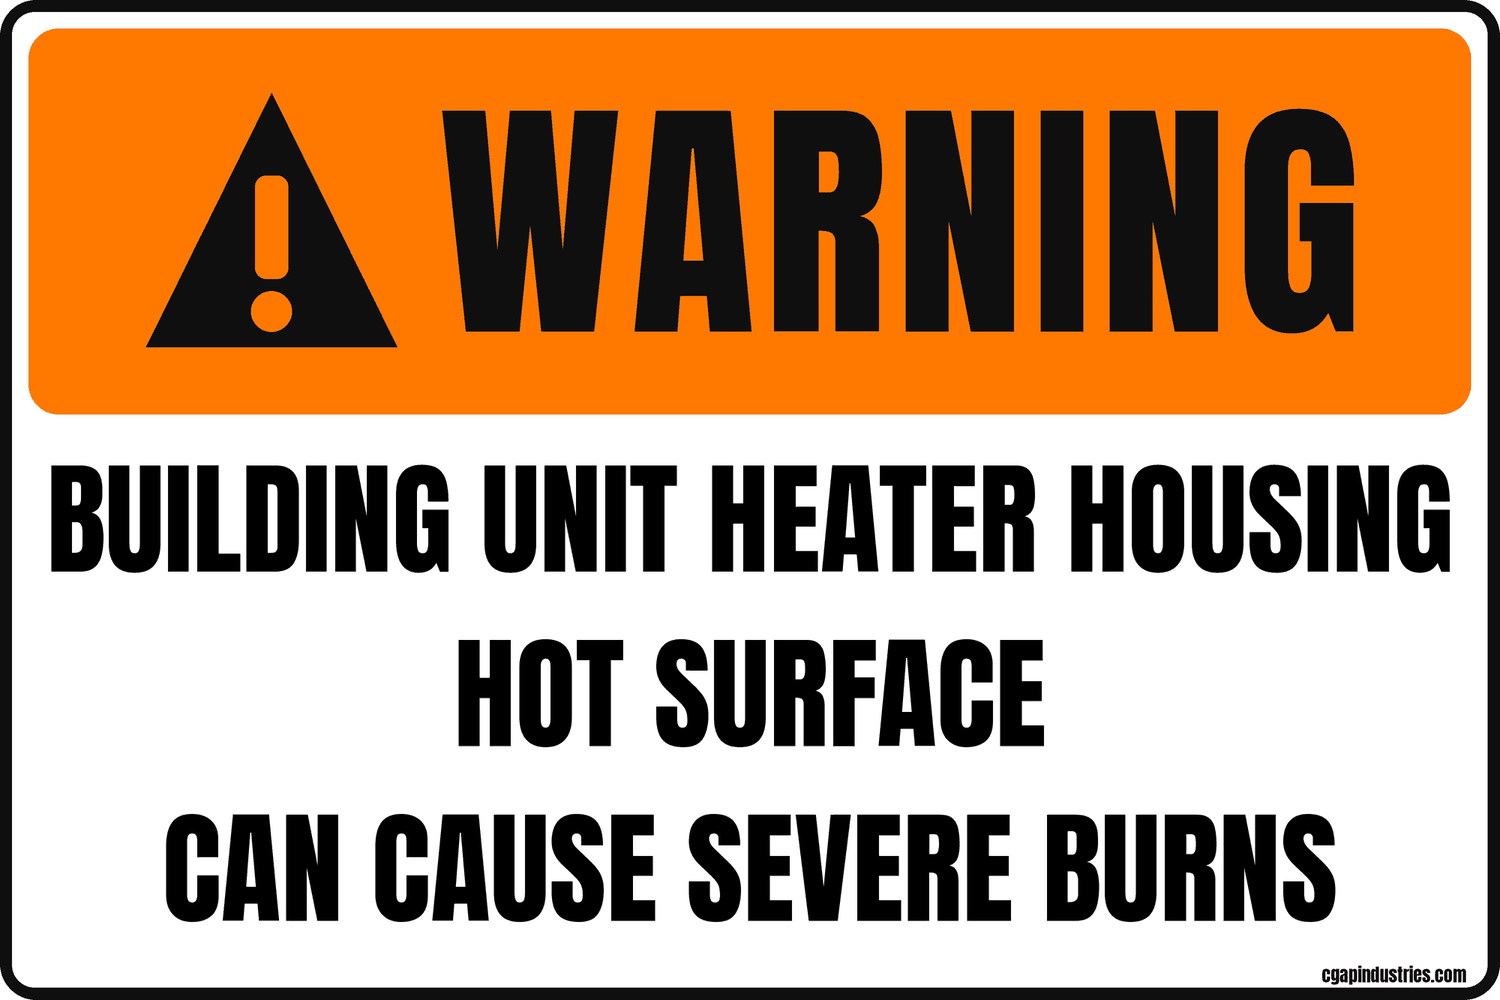 WARNING
BUILDING UNIT HEATER HOUSING
HOT SURFACE
CAN CAUSE SEVERE BURNS
cgapindustries.com